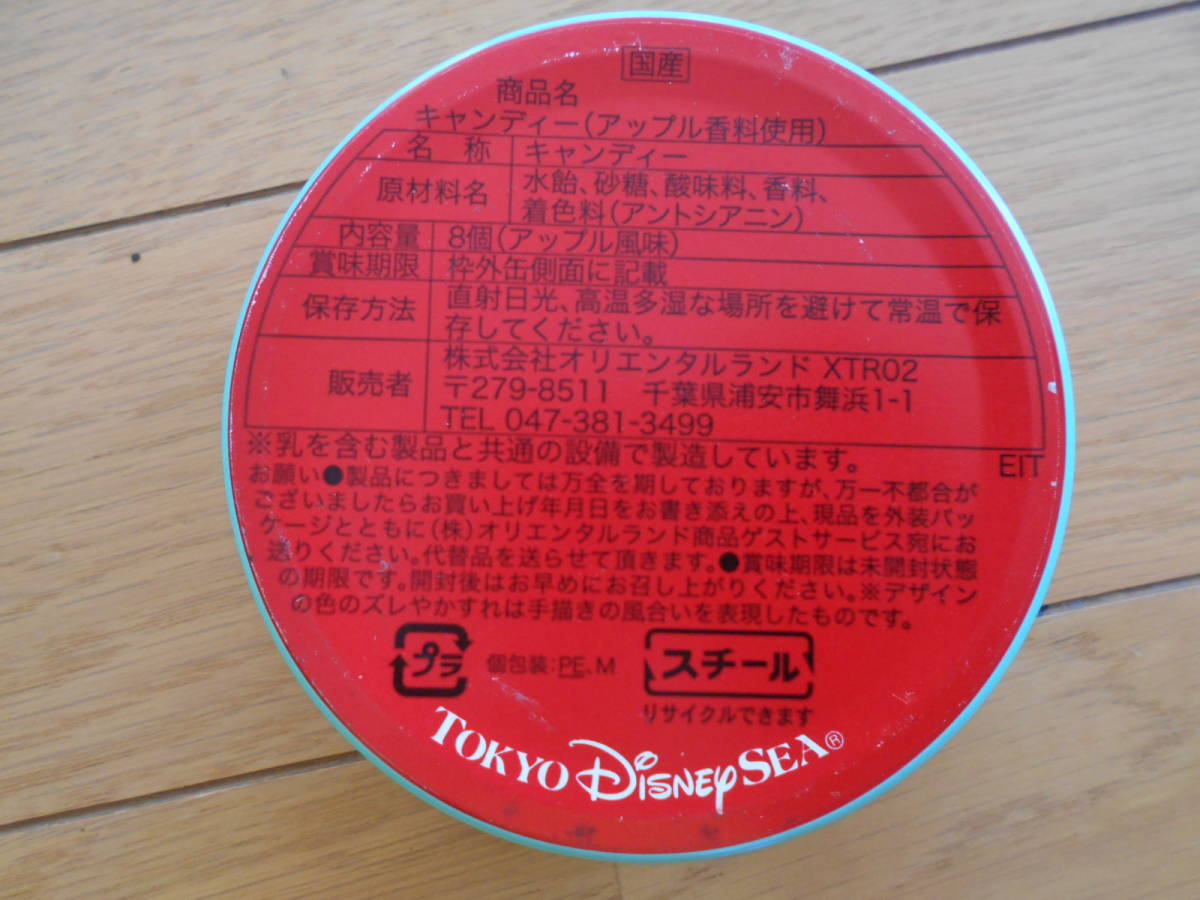 国産
商品名
キャンディー(アップル香料使用)
名 称 キャンディー
原材料名 水飴、砂糖、酸味料、香料、
着色料(アントシアニン)
内容量 8個(アップル風味)
賞味期限 枠外缶側面に記載
保存方法 直射日光、高温多湿な場所を避けて常温で保
存してください。
販売者 株式会社オリエンタルランド XTR02
〒279-8511 千葉県浦安市舞浜1-1
TEL 047-381-3499
※乳を含む製品と共通の設備で製造しています。
EIT
お願い●製品につきましては万全を期しておりますが、万一不都合が
ございましたらお買い上げ年月日をお書き添えの上、現品を外装パッ
ケージとともに(株)オリエンタルランド商品ゲストサービス宛にお
送りください。代替品を送らせて頂きます。●賞味期限は未開封状態
の期限です。開封後はお早めにお召し上がりください。※デザイン
の色のズレやかすれは手描きの風合いを表現したものです。
プラ 個包装:PE、M スチール
リサイクルできます
TOKYO DISNEYSEA®